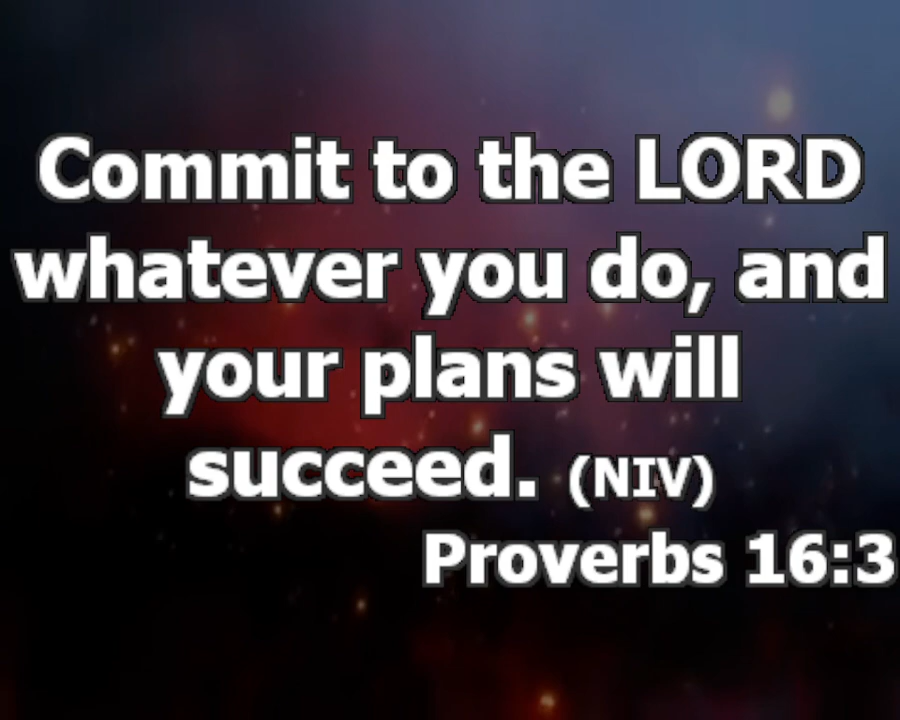 Commit to the LORD
whatever you do, and
your plans will
succeed. (NIV)
Proverbs 16:3